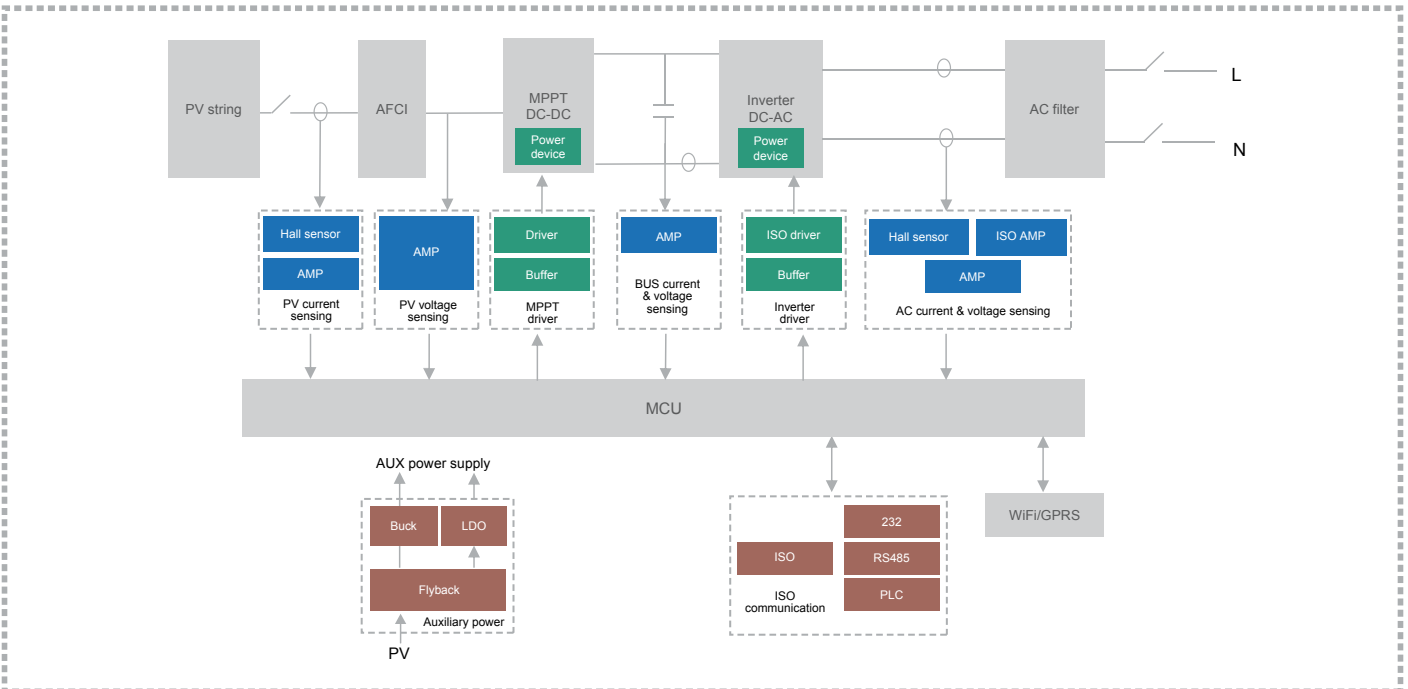 PV string
AFCI
MPPT
DC-DC
Power
device
Inverter
DC-AC
Power
device
AC filter
L
N
Hall sensor
AMP
PV current
sensing
AMP
PV voltage
sensing
Driver
Buffer
MPPT
driver
AMP
BUS current
& voltage
sensing
ISO driver
Buffer
Inverter
driver
Hall sensor
ISO AMP
AMP
AC current & voltage sensing
MCU
AUX power supply
Buck
LDO
Flyback
Auxiliary power
PV
ISO
ISO
communication
232
RS485
PLC
WiFi/GPRS